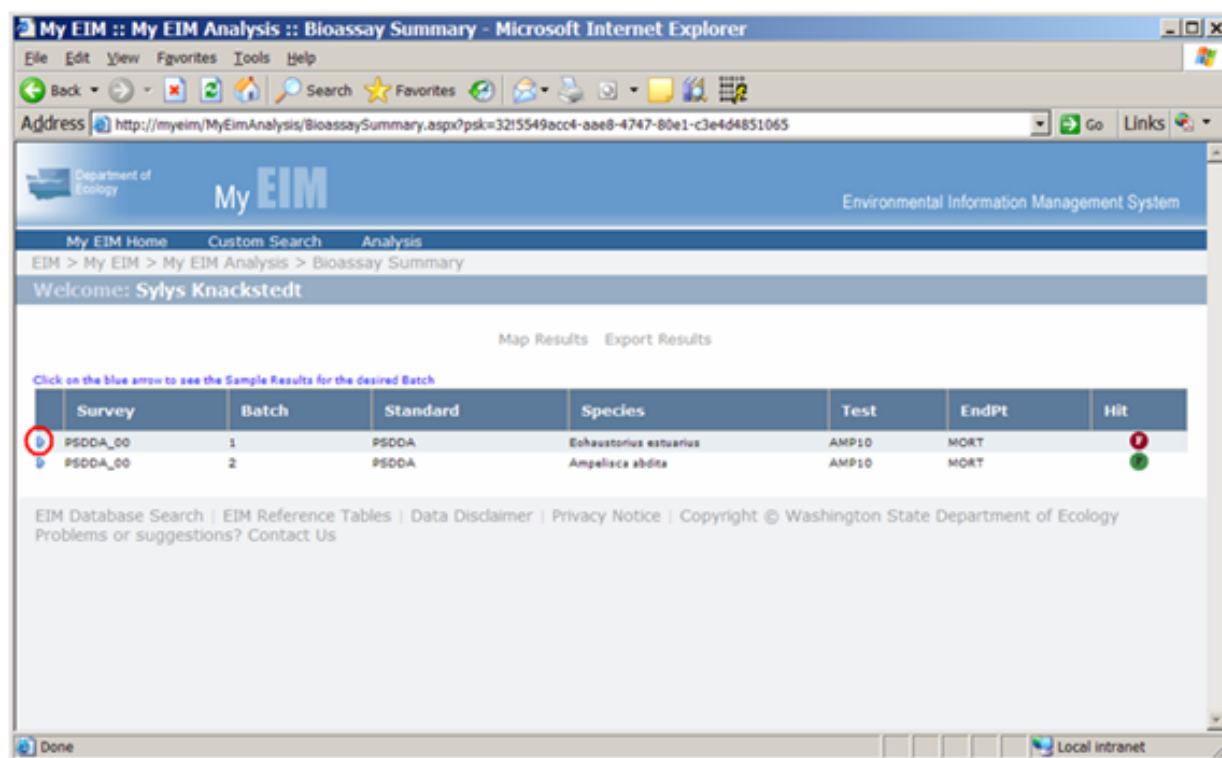 My EIM :: My EIM Analysis :: Bioassay Summary - Microsoft Internet Explorer
File Edit View Favorites Tools Help
Back Search Favorites
Address http://myeim/MyEimAnalysis/BioassaySummary.aspx?psk=32!5549acc4-aae8-4747-80e1-c3e4d4851065 Go Links
Department of
Ecology
My EIM
Environmental Information Management System
My EIM Home Custom Search Analysis
EIM > My EIM > My EIM Analysis > Bioassay Summary
Welcome: Sylys Knackstedt
Map Results Export Results
Click on the blue arrow to see the Sample Results for the desired Batch
Survey Batch Standard Species Test EndPt Hit
PSDDA_00 1 PSDDA Eohaustorius estuarius AMP10 MORT F
PSDDA_00 2 PSDDA Ampelisca abdita AMP10 MORT P
EIM Database Search | EIM Reference Tables | Data Disclaimer | Privacy Notice | Copyright © Washington State Department of Ecology
Problems or suggestions? Contact Us
Done Local intranet